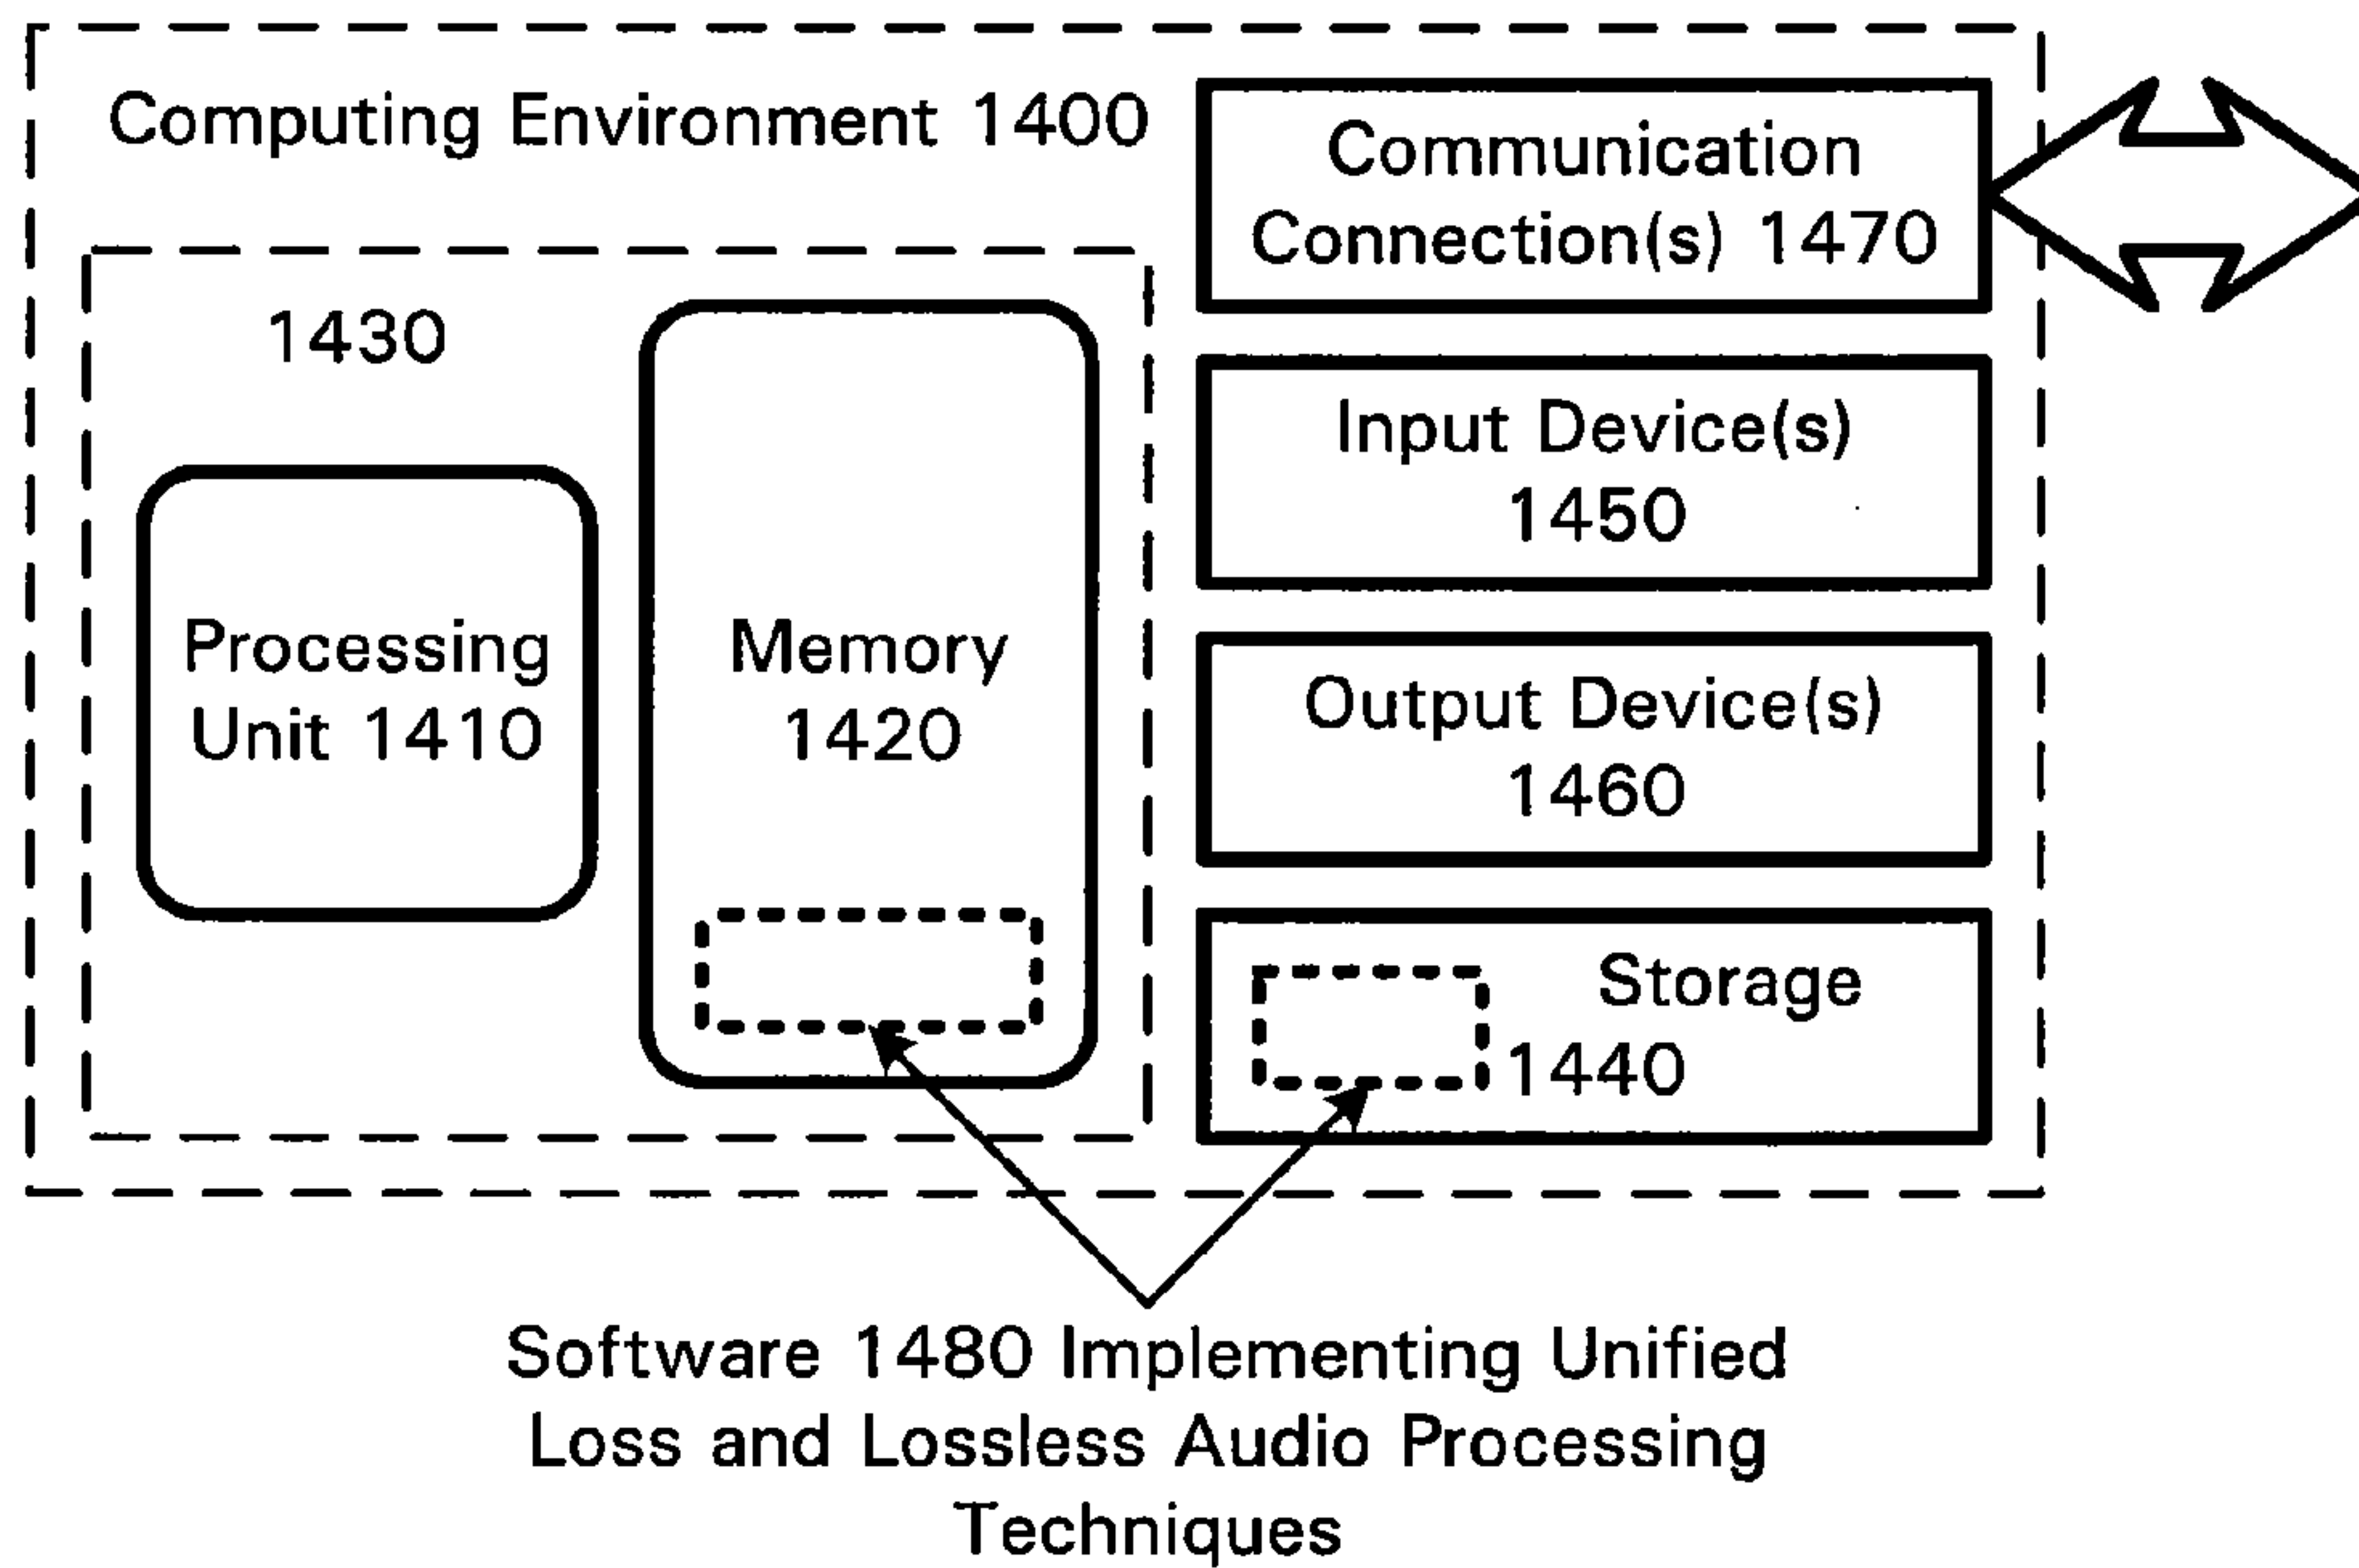 Computing Environment 1400
Communication
Connection(s) 1470
1430
Input Device(s)
1450
Processing
Unit 1410
Memory
1420
Output Device(s)
1460
Storage
1440
Software 1480 Implementing Unified
Loss and Lossless Audio Processing
Techniques